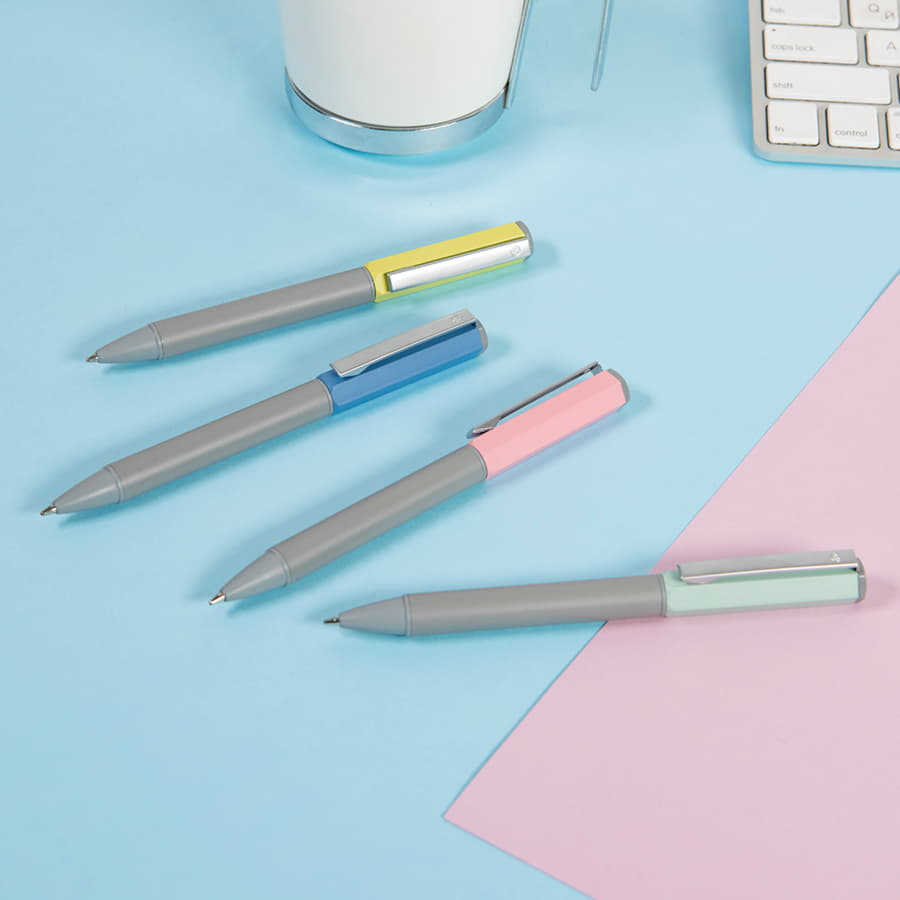 Q
caps lock
A
shift
fn
control